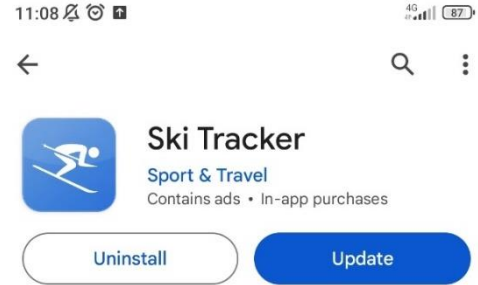 11:08 4G 87
Ski Tracker
Sport & Travel
Contains ads • In-app purchases
Uninstall Update